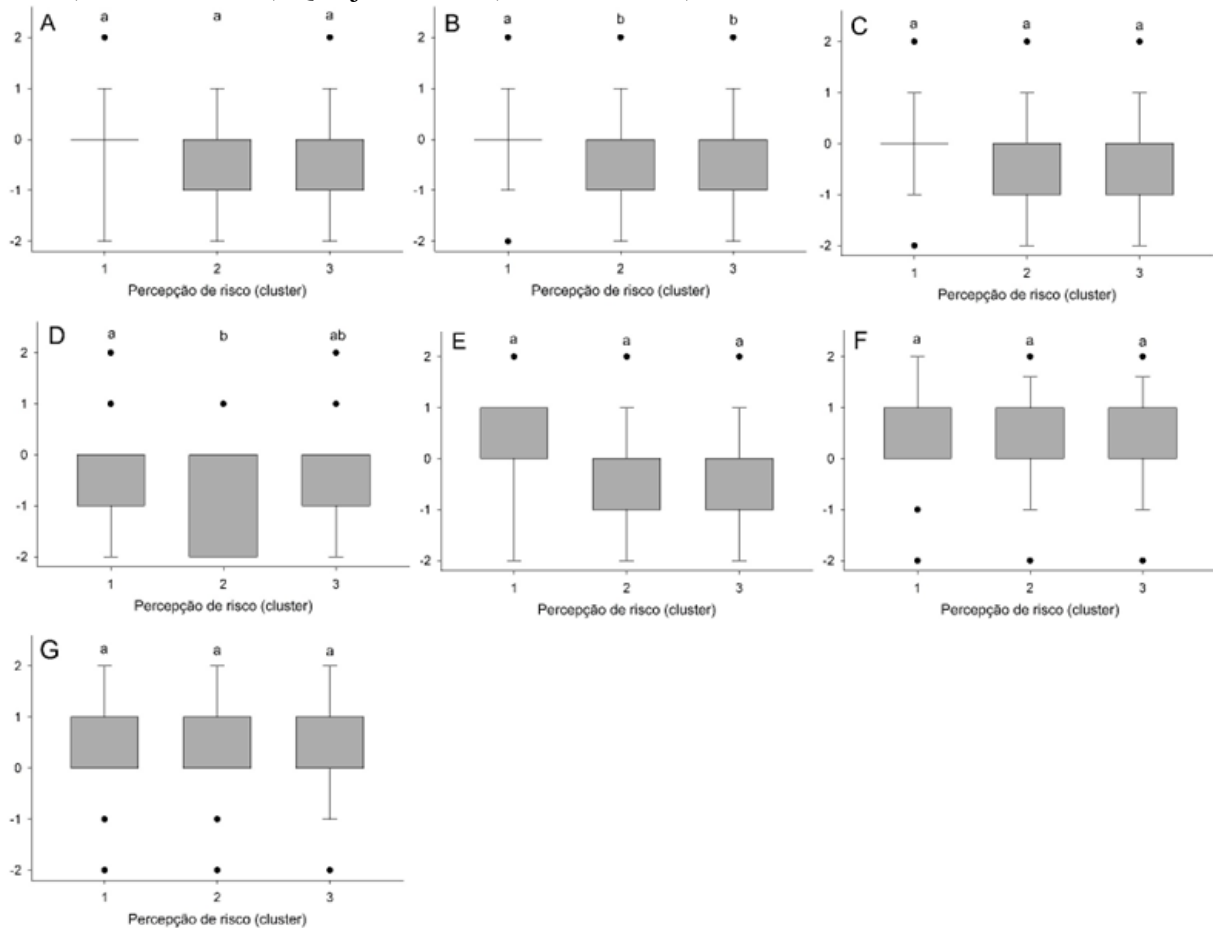 A
a a a
2
1
0
-1
-2
1 2 3
Percepção de risco (cluster)
B
a b b
2
1
0
-1
-2
1 2 3
Percepção de risco (cluster)
C
a a a
2
1
0
-1
-2
1 2 3
Percepção de risco (cluster)
D
a b ab
2
1
0
-1
-2
1 2 3
Percepção de risco (cluster)
E
a a a
2
1
0
-1
-2
1 2 3
Percepção de risco (cluster)
F
a a a
2
1
0
-1
-2
1 2 3
Percepção de risco (cluster)
G
a a a
2
1
0
-1
-2
1 2 3
Percepção de risco (cluster)